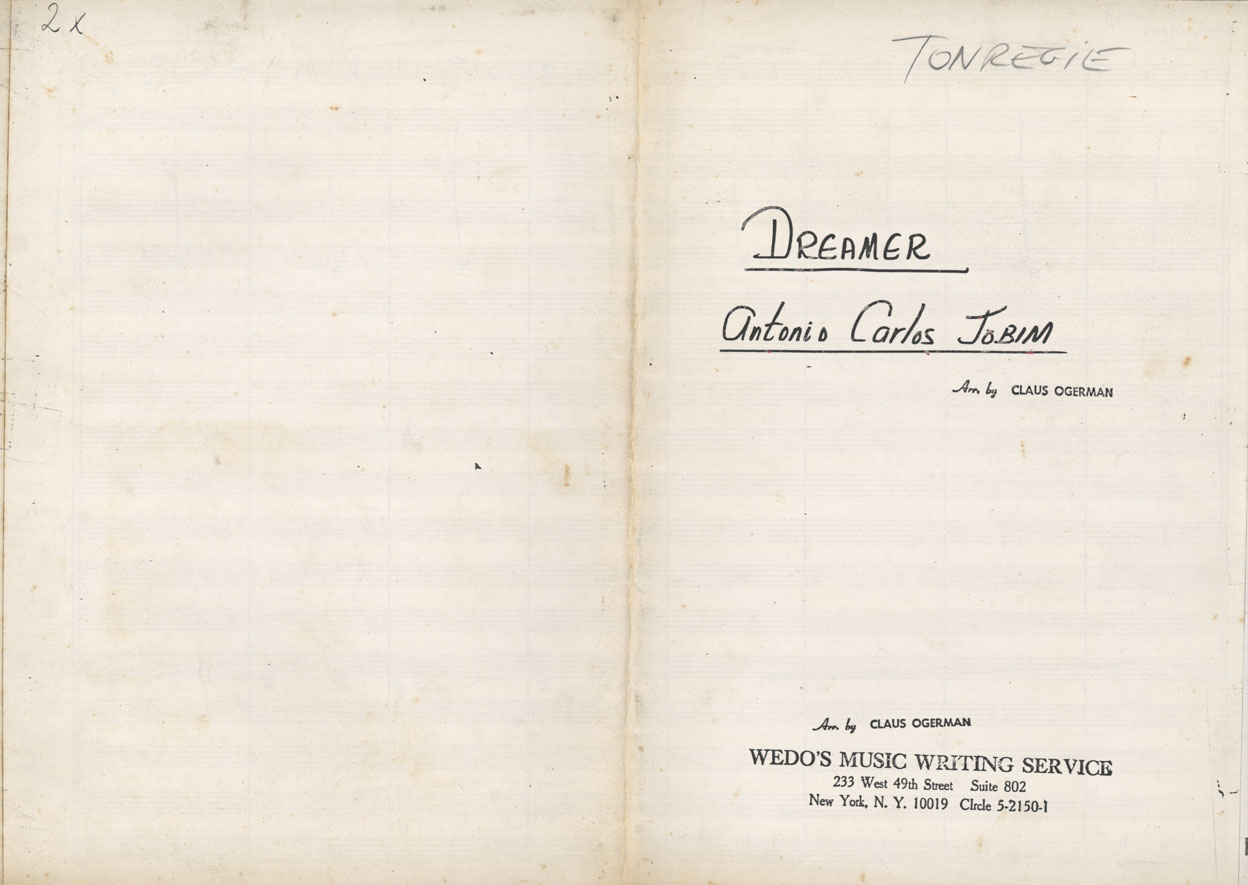 2 x
TONREGIE
DREAMER
Antonio Carlos JOBIM
Arr. by CLAUS OGERMAN
Arr. by CLAUS OGERMAN
WEDO'S MUSIC WRITING SERVICE
233 West 49th Street Suite 802
New York, N. Y. 10019 CIrcle 5-2150-1